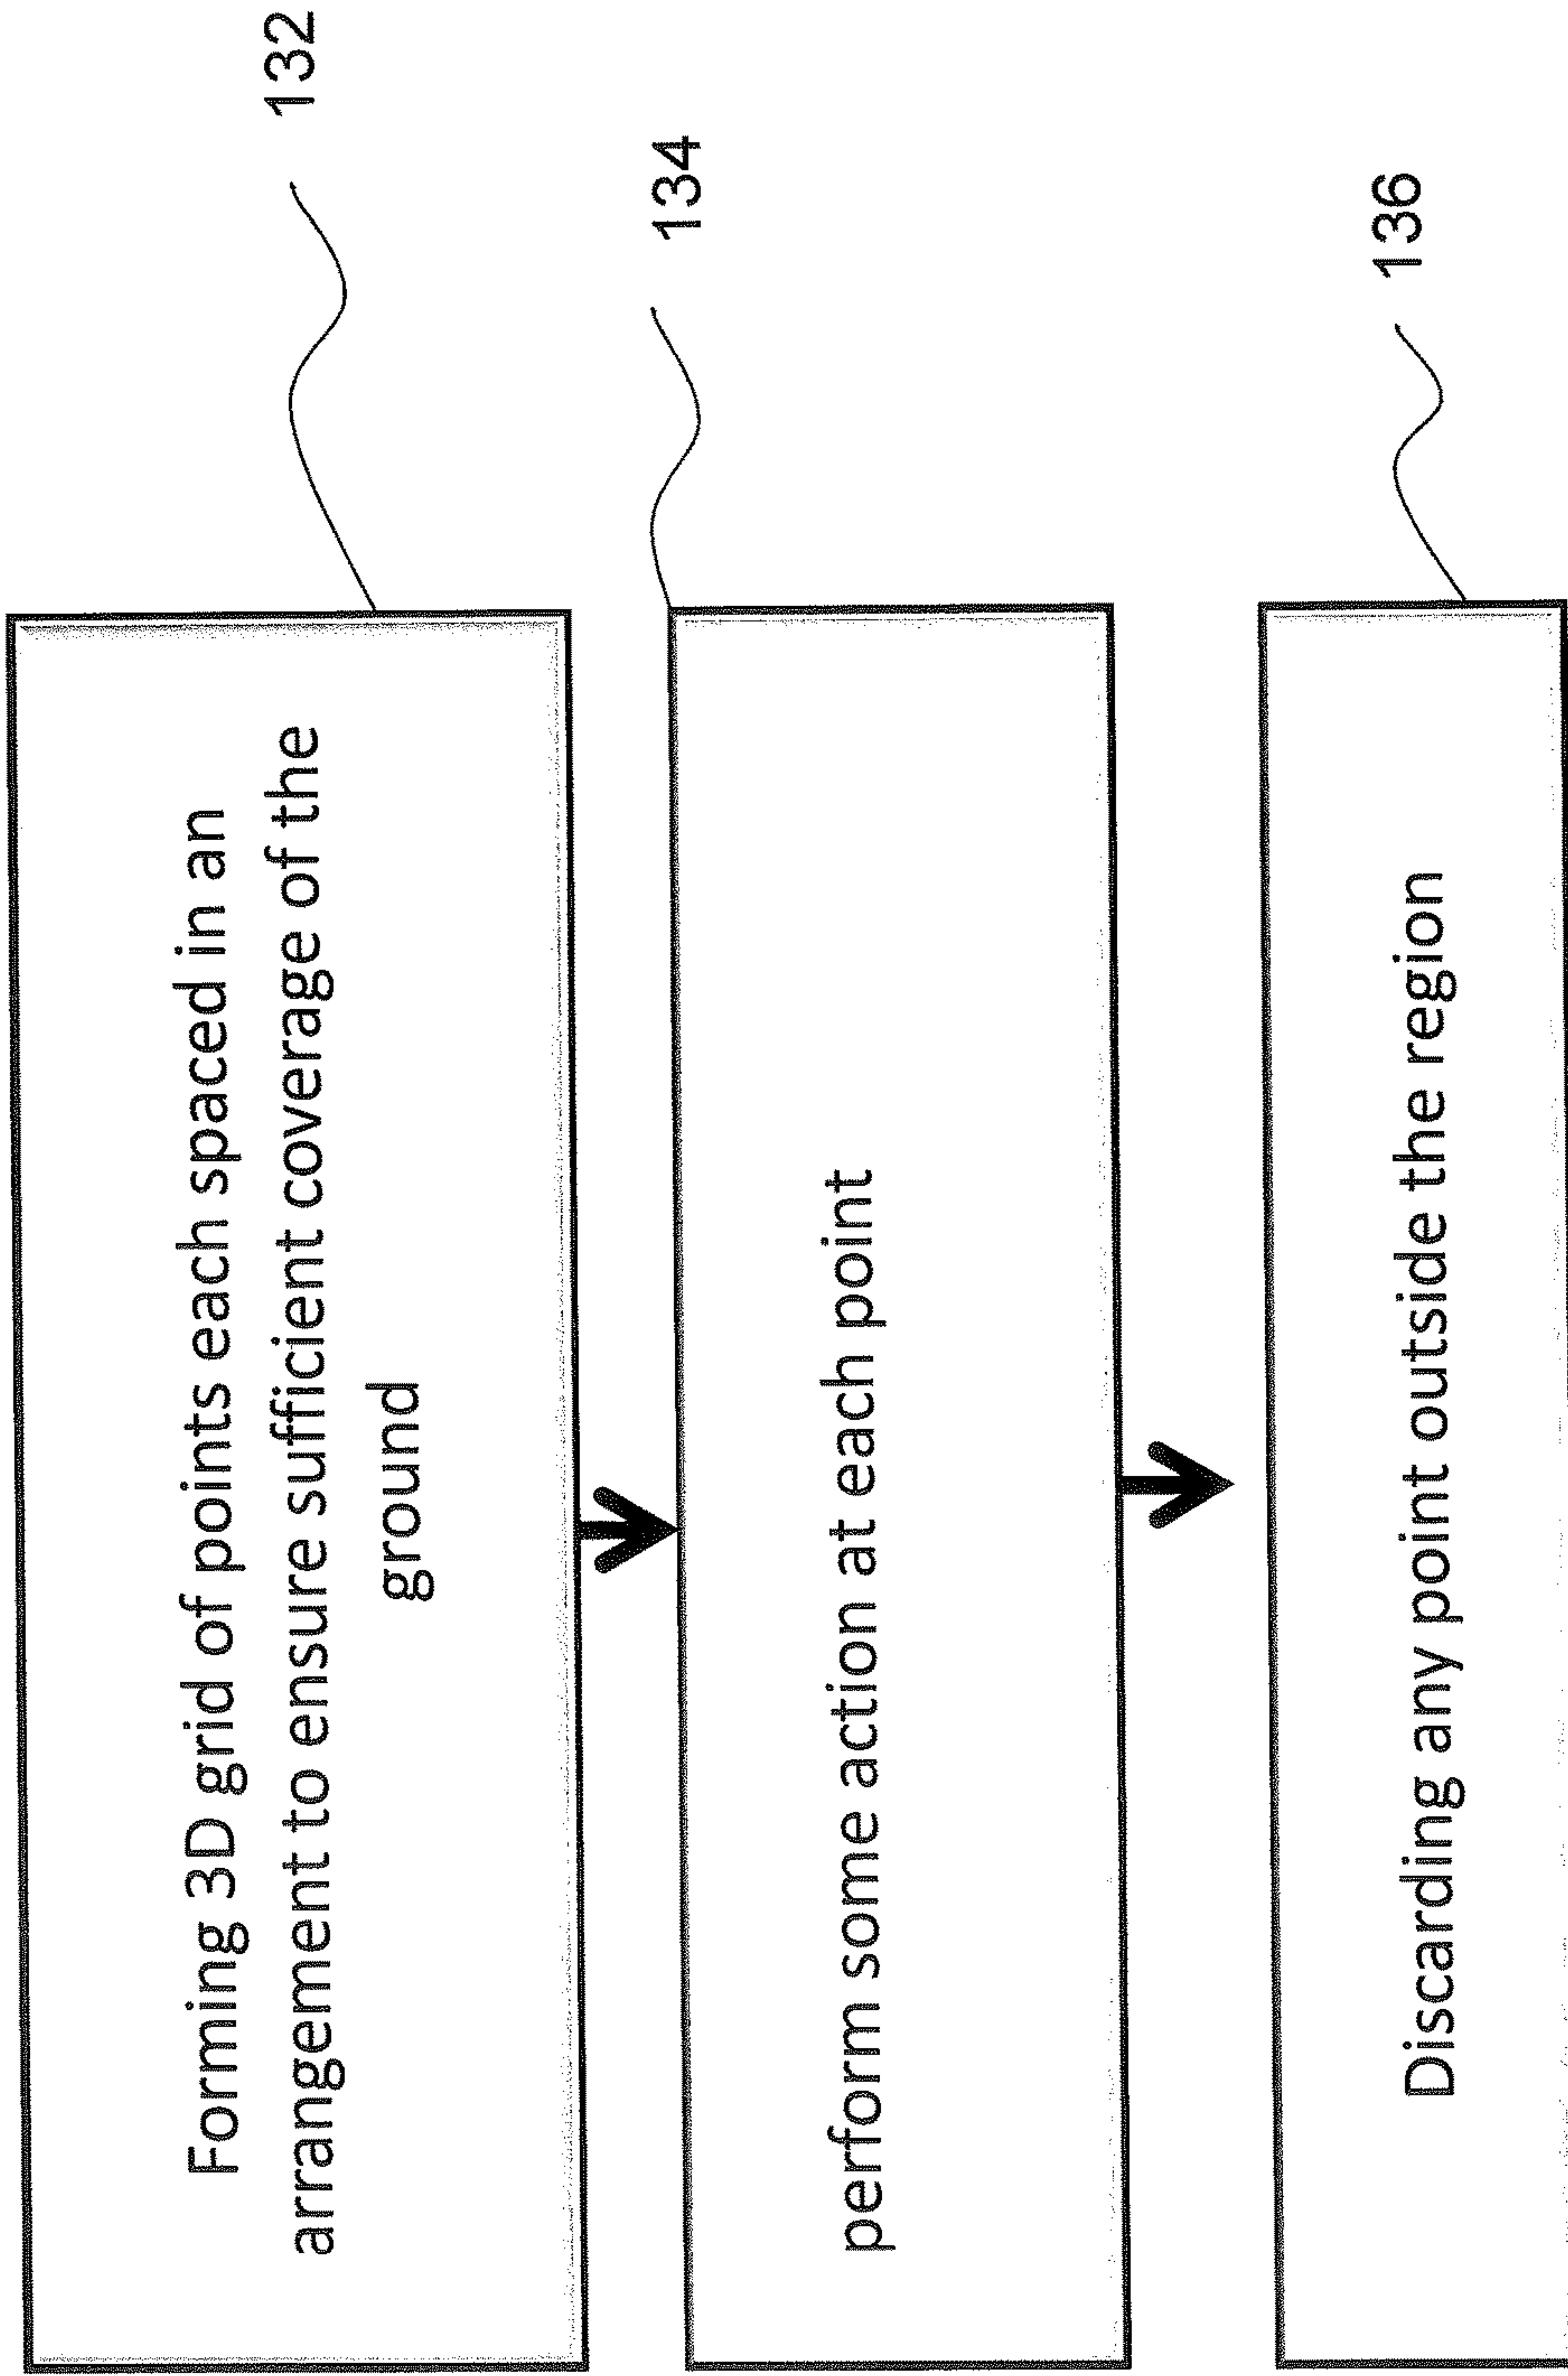 Forming 3D grid of points each spaced in an
arrangement to ensure sufficient coverage of the
ground
132
perform some action at each point
134
Discarding any point outside the region
136